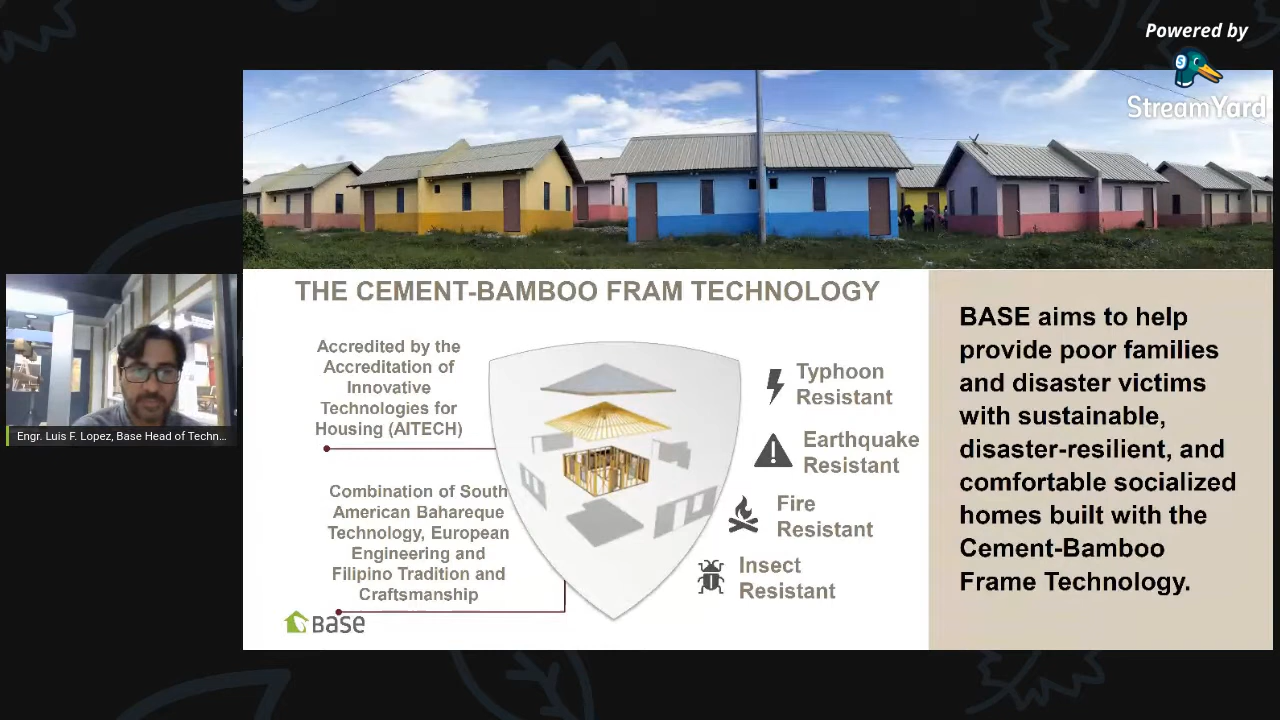 Powered by
StreamYard
THE CEMENT-BAMBOO FRAM TECHNOLOGY
Accredited by the
Accreditation of
Innovative
Technologies for
Housing (AITECH)
Combination of South
American Bahareque
Technology, European
Engineering and
Filipino Tradition and
Craftsmanship
Base
Typhoon
Resistant
Earthquake
Resistant
Fire
Resistant
Insect
Resistant
BASE aims to help
provide poor families
and disaster victims
with sustainable,
disaster-resilient, and
comfortable socialized
homes built with the
Cement-Bamboo
Frame Technology.
Engr. Luis F. Lopez, Base Head of Techn...